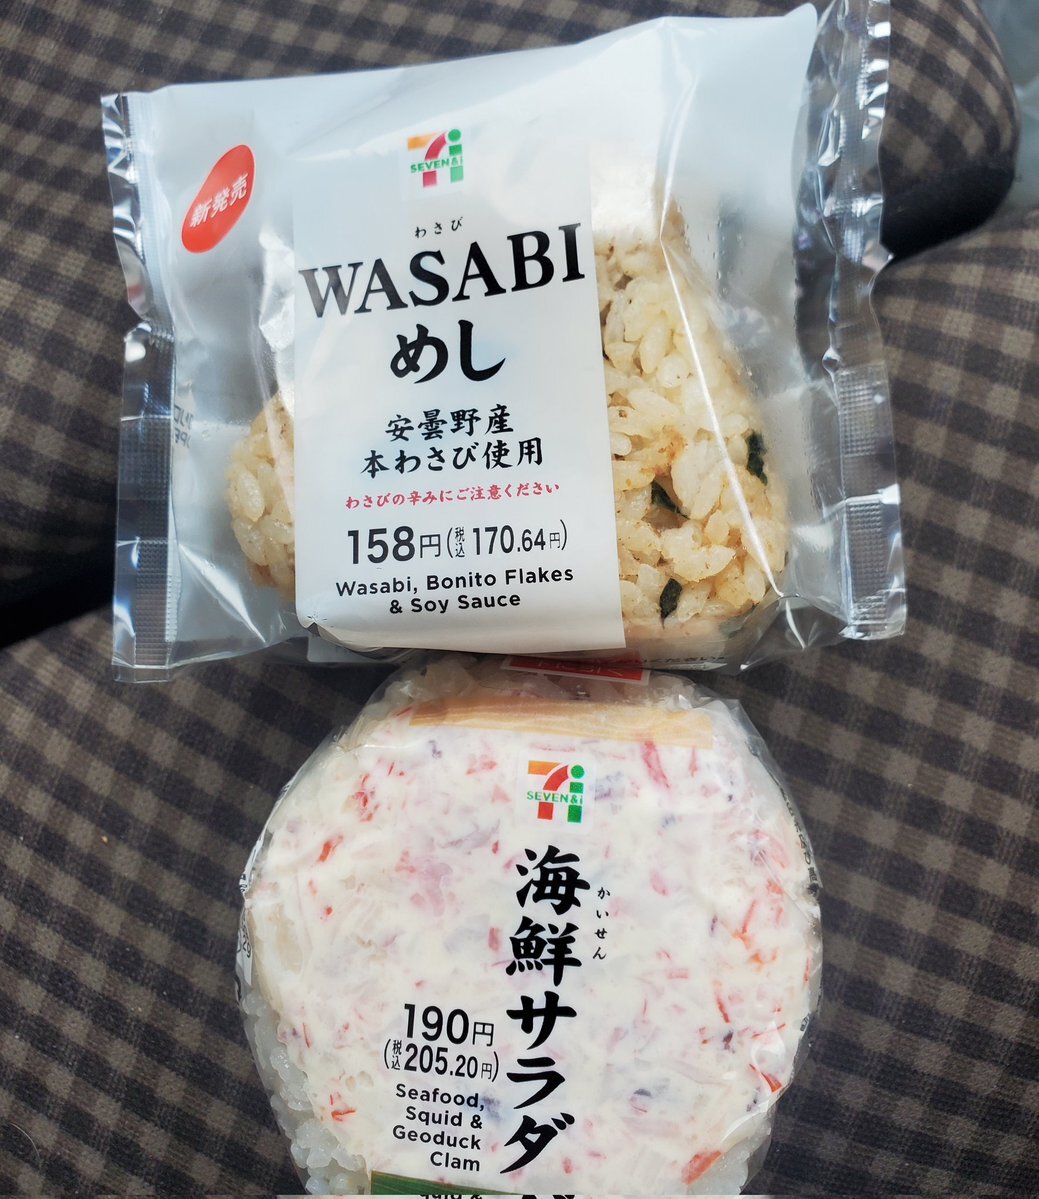 新発売
SEVEN&i
わさび
WASABI
めし
安曇野産
本わさび使用
わさびの辛みにご注意ください
158円(税込170.64円)
Wasabi, Bonito Flakes
& Soy Sauce
SEVEN&i
海鮮サラダ
かいせん
190円
(税込205.20円)
Seafood,
Squid &
Geoduck
Clam